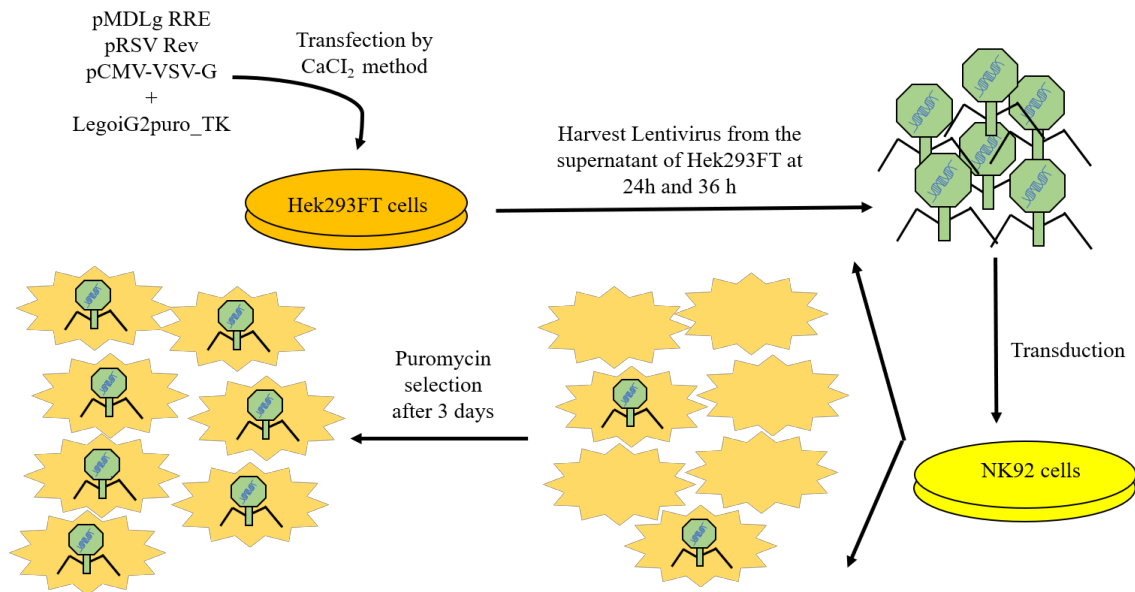 pMDLg RRE
pRSV Rev
pCMV-VSV-G
+
LegoiG2puro_TK
Transfection by
CaCI₂ method
Hek293FT cells
Harvest Lentivirus from the
supernatant of Hek293FT at
24h and 36 h
Transduction
NK92 cells
Puromycin
selection
after 3 days